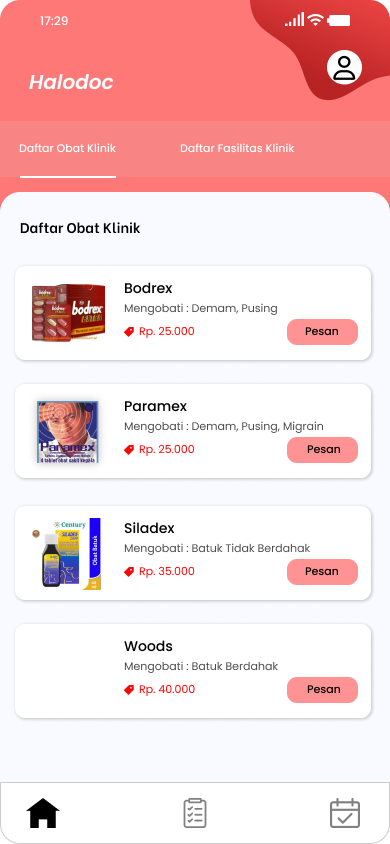 17:29
Halodoc
Daftar Obat Klinik
Daftar Fasilitas Klinik
Daftar Obat Klinik
bodrex
Bodrex
Mengobati : Demam, Pusing
Rp. 25.000
Pesan
Paramex
Paramex
Mengobati : Demam, Pusing, Migrain
Rp. 25.000
Pesan
Century
Obat Batuk
Siladex
Mengobati : Batuk Tidak Berdahak
Rp. 35.000
Pesan
Woods
Mengobati : Batuk Berdahak
Rp. 40.000
Pesan